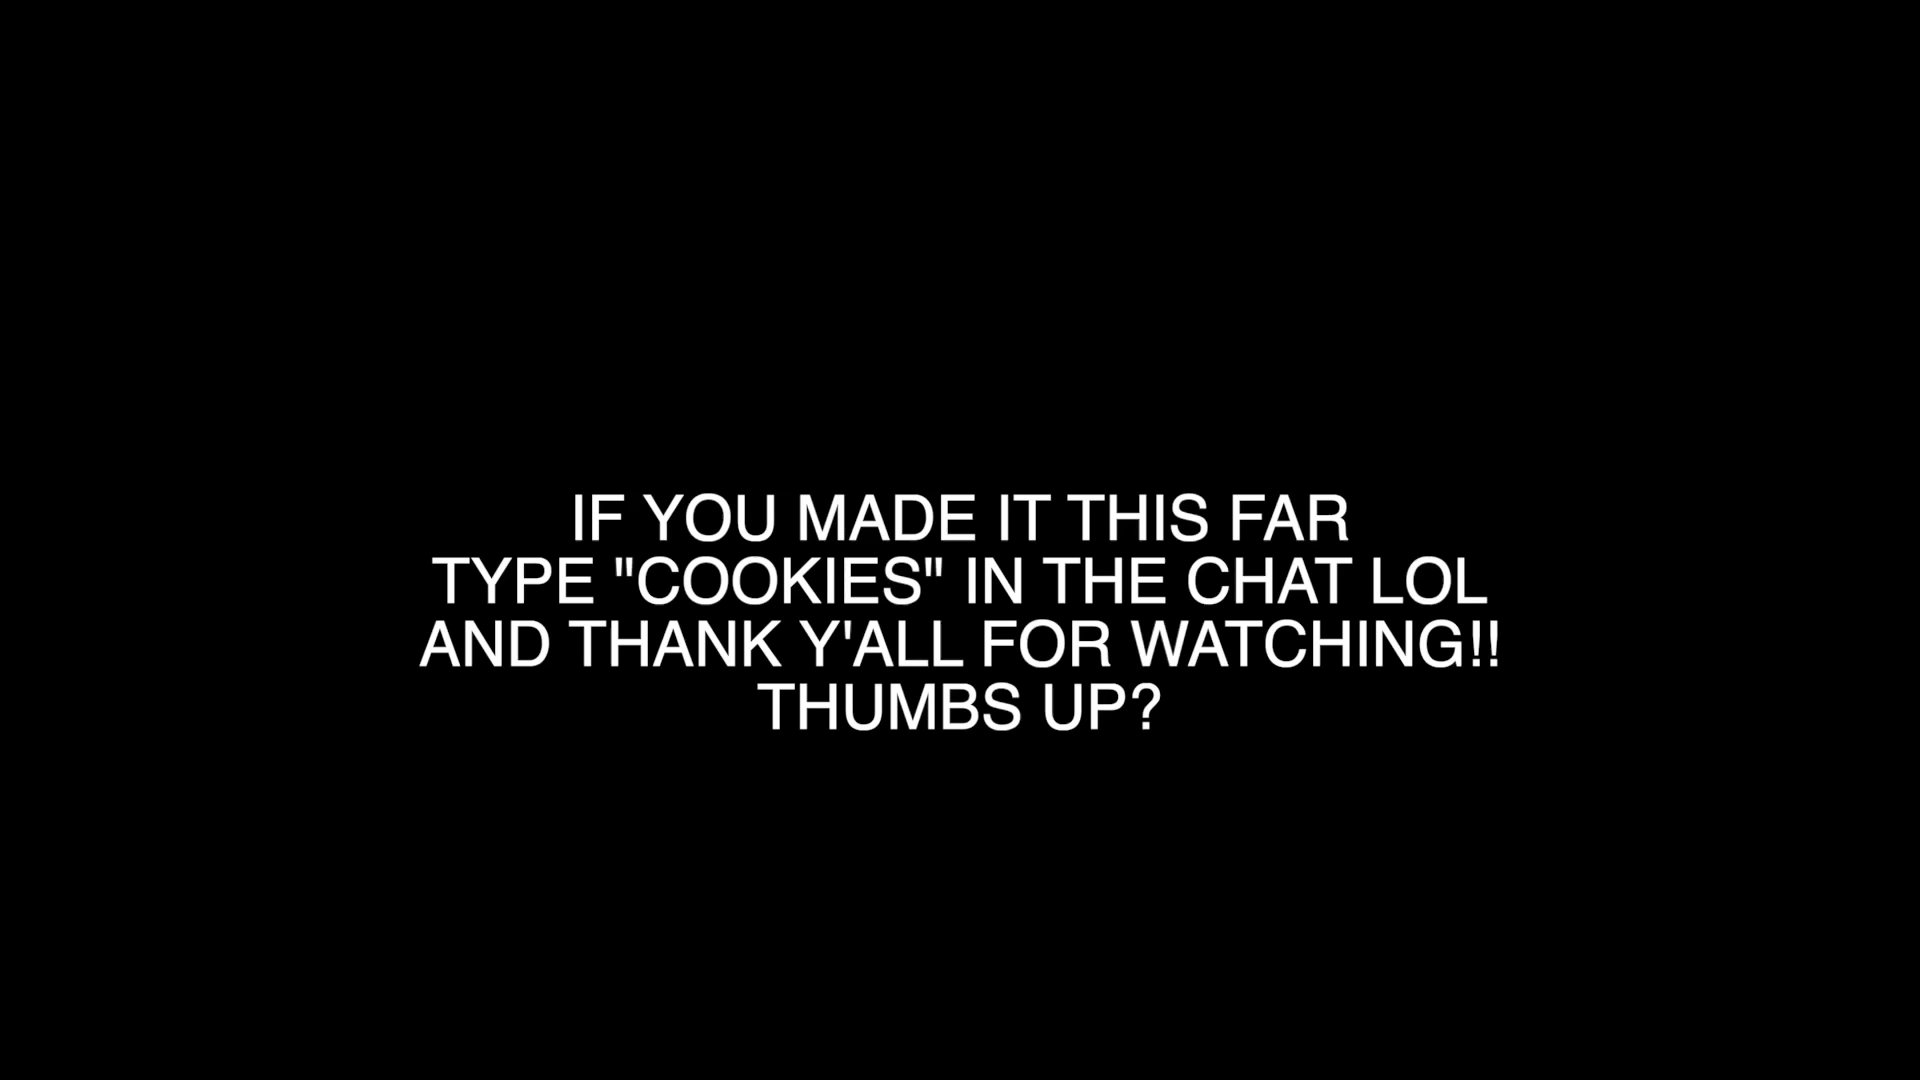 IF YOU MADE IT THIS FAR
TYPE "COOKIES" IN THE CHAT LOL
AND THANK Y'ALL FOR WATCHING!!
THUMBS UP?